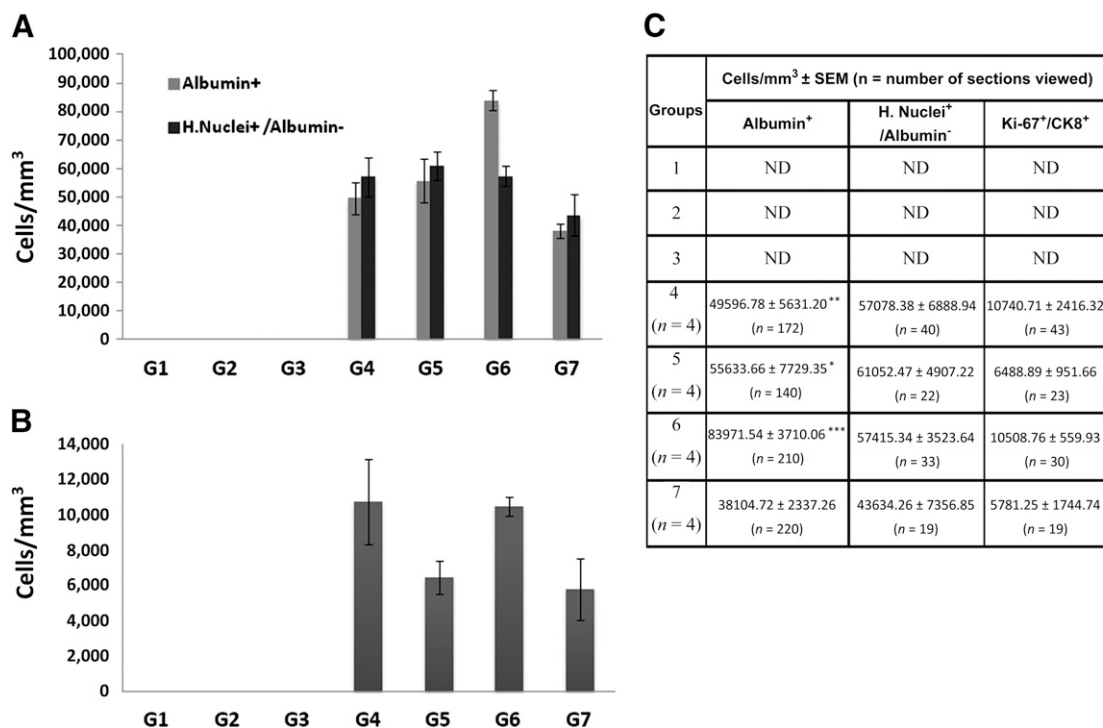 A
Cells/mm³
100,000
90,000
80,000
70,000
60,000
50,000
40,000
30,000
20,000
10,000
0
Albumin+
H.Nuclei+ /Albumin-
G1 G2 G3 G4 G5 G6 G7
B
Cells/mm³
14,000
12,000
10,000
8,000
6,000
4,000
2,000
0
G1 G2 G3 G4 G5 G6 G7
C
Groups
Cells/mm³ ± SEM (n = number of sections viewed)
Albumin⁺
H. Nuclei⁺
/Albumin⁻
Ki-67⁺/CK8⁺
1 ND ND ND
2 ND ND ND
3 ND ND ND
4 49596.78 ± 5631.20** 57078.38 ± 6888.94 10740.71 ± 2416.32
(n = 4) (n = 172) (n = 40) (n = 43)
5 55633.66 ± 7729.35* 61052.47 ± 4907.22 6488.89 ± 951.66
(n = 4) (n = 140) (n = 22) (n = 23)
6 83971.54 ± 3710.06*** 57415.34 ± 3523.64 10508.76 ± 559.93
(n = 4) (n = 210) (n = 33) (n = 30)
7 38104.72 ± 2337.26 43634.26 ± 7356.85 5781.25 ± 1744.74
(n = 4) (n = 220) (n = 19) (n = 19)